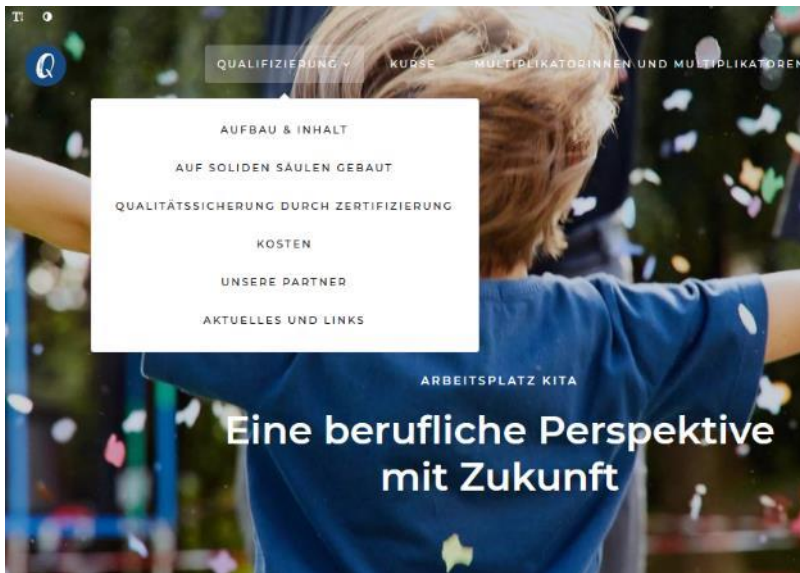 T
Q
QUALIFIZIERUNG
KURSE
MULTIPLIKATORINNEN UND MULTIPLIKATOREN
AUFBAU & INHALT
AUF SOLIDEN SÄULEN GEBAUT
QUALITÄTSSICHERUNG DURCH ZERTIFIZIERUNG
KOSTEN
UNSERE PARTNER
AKTUELLES UND LINKS
ARBEITSPLATZ KITA
Eine berufliche Perspektive
mit Zukunft